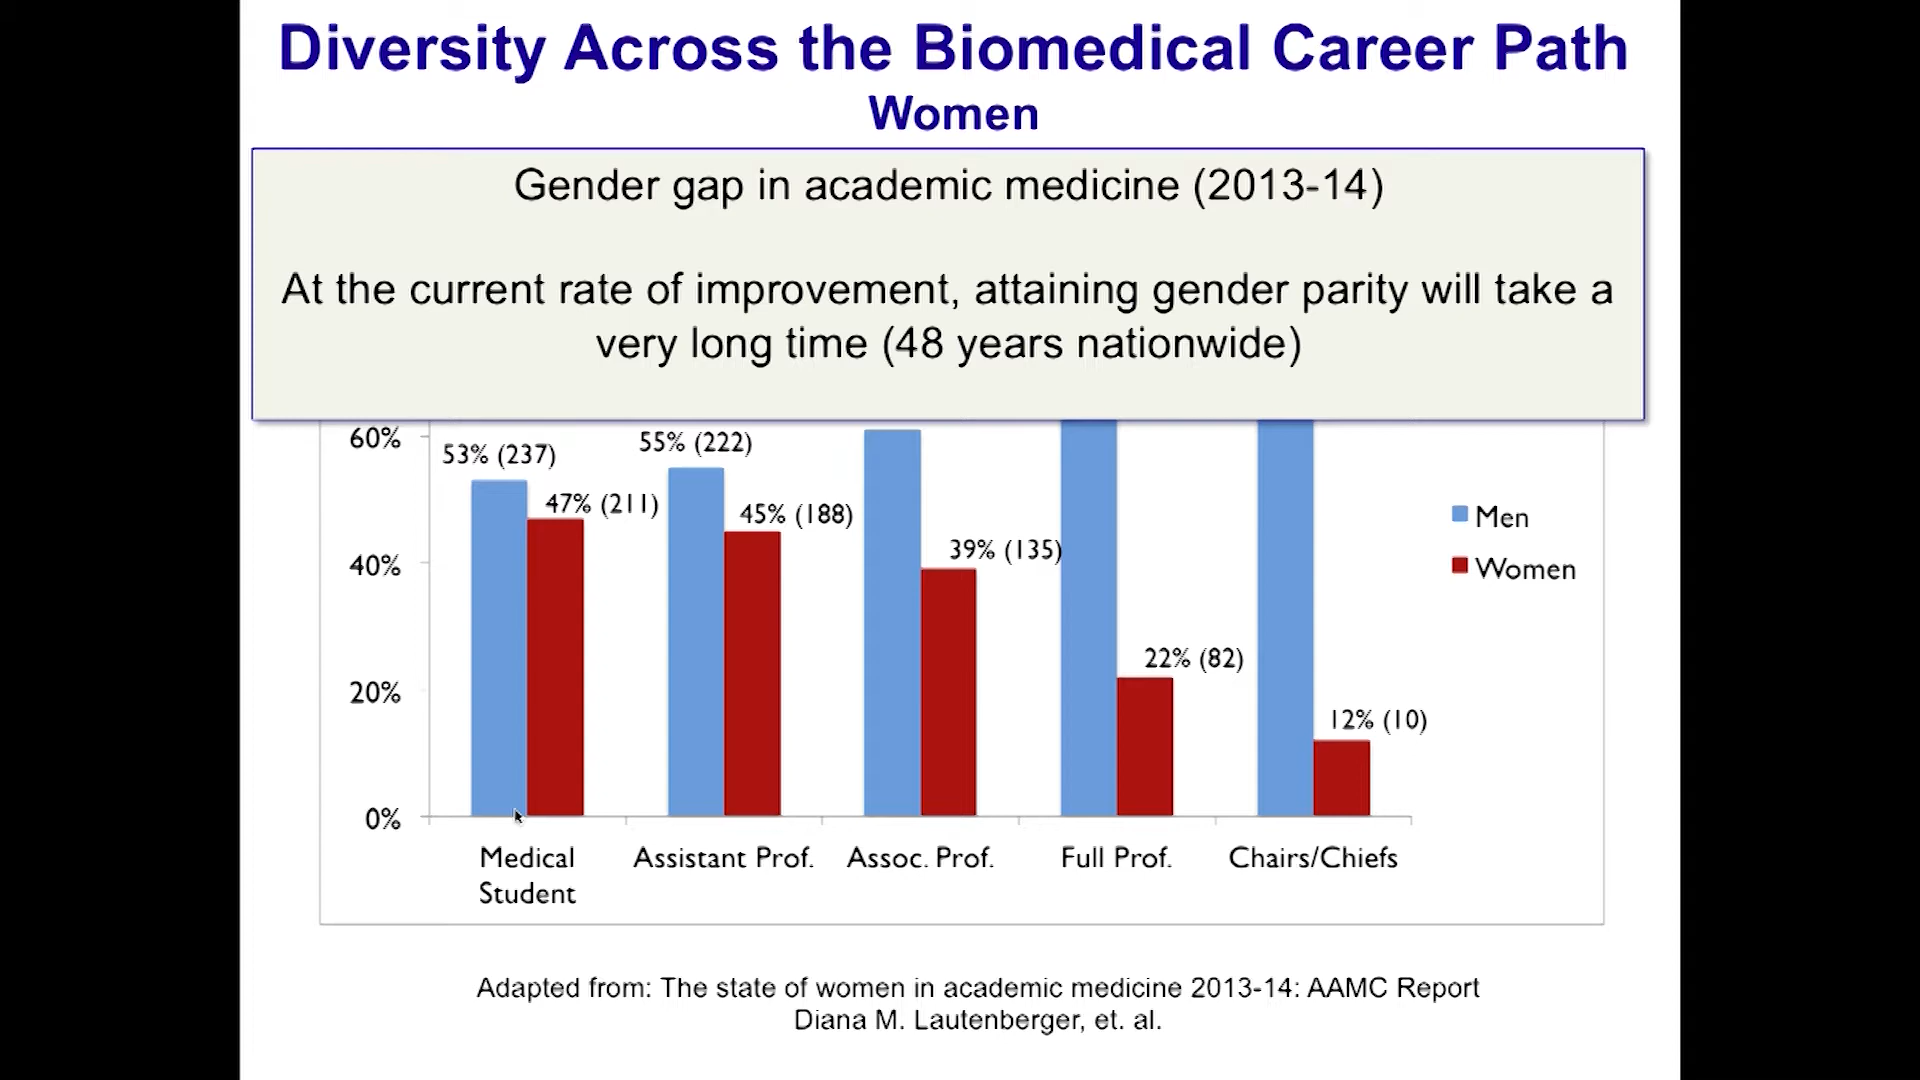 Diversity Across the Biomedical Career Path
Women
Gender gap in academic medicine (2013-14)
At the current rate of improvement, attaining gender parity will take a
very long time (48 years nationwide)
60%
40%
20%
0%
53% (237)
47% (211)
55% (222)
45% (188)
39% (135)
22% (82)
12% (10)
Men
Women
Medical
Student
Assistant Prof.
Assoc. Prof.
Full Prof.
Chairs/Chiefs
Adapted from: The state of women in academic medicine 2013-14: AAMC Report
Diana M. Lautenberger, et. al.